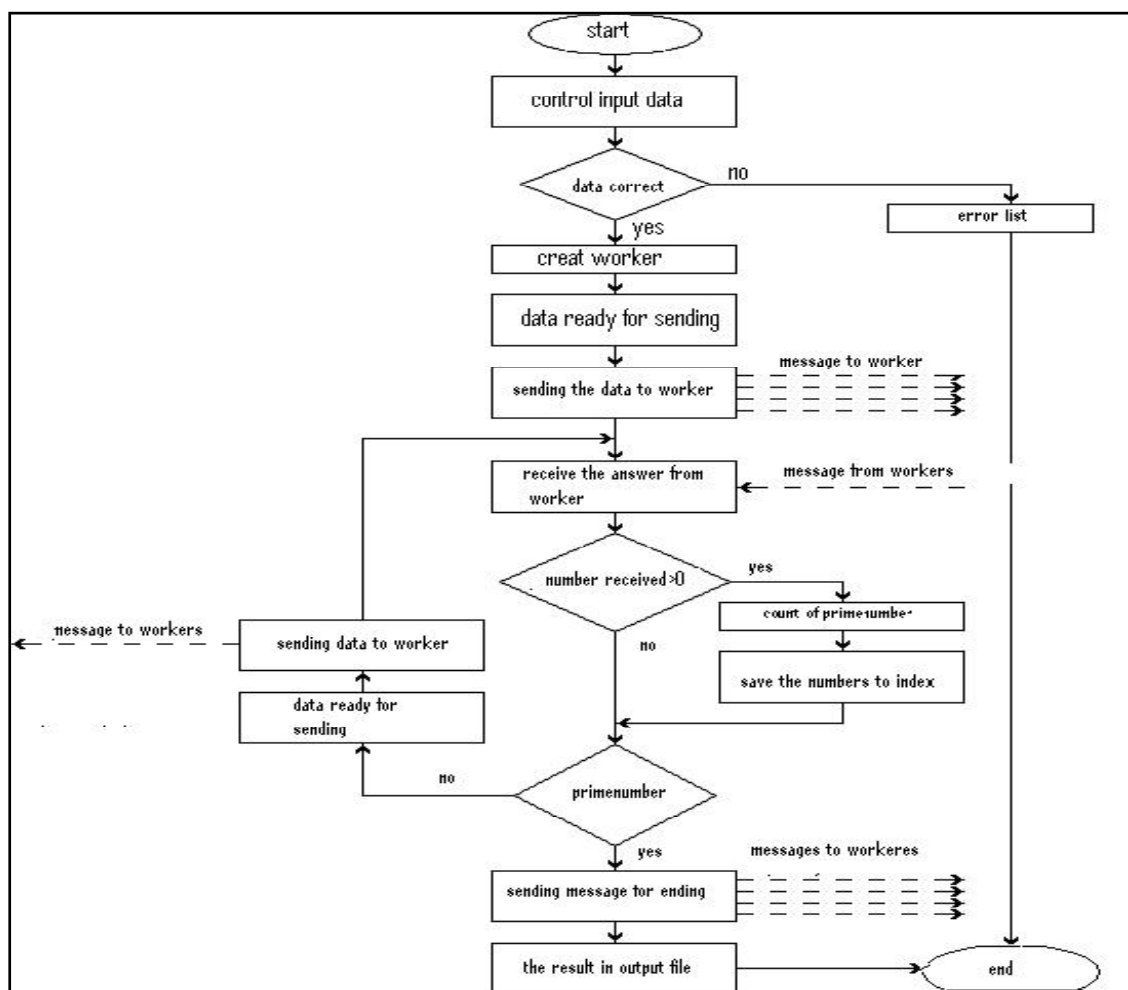 start
control input data
data correct
no
error list
yes
creat worker
data ready for sending
message to worker
sending the data to worker
receive the answer from
worker
message from workers
number received>0
yes
count of primenumber
message to workers
sending data to worker
no
save the numbers to index
data ready for
sending
no
primenumber
yes
messages to workeres
sending message for ending
the result in output file
end